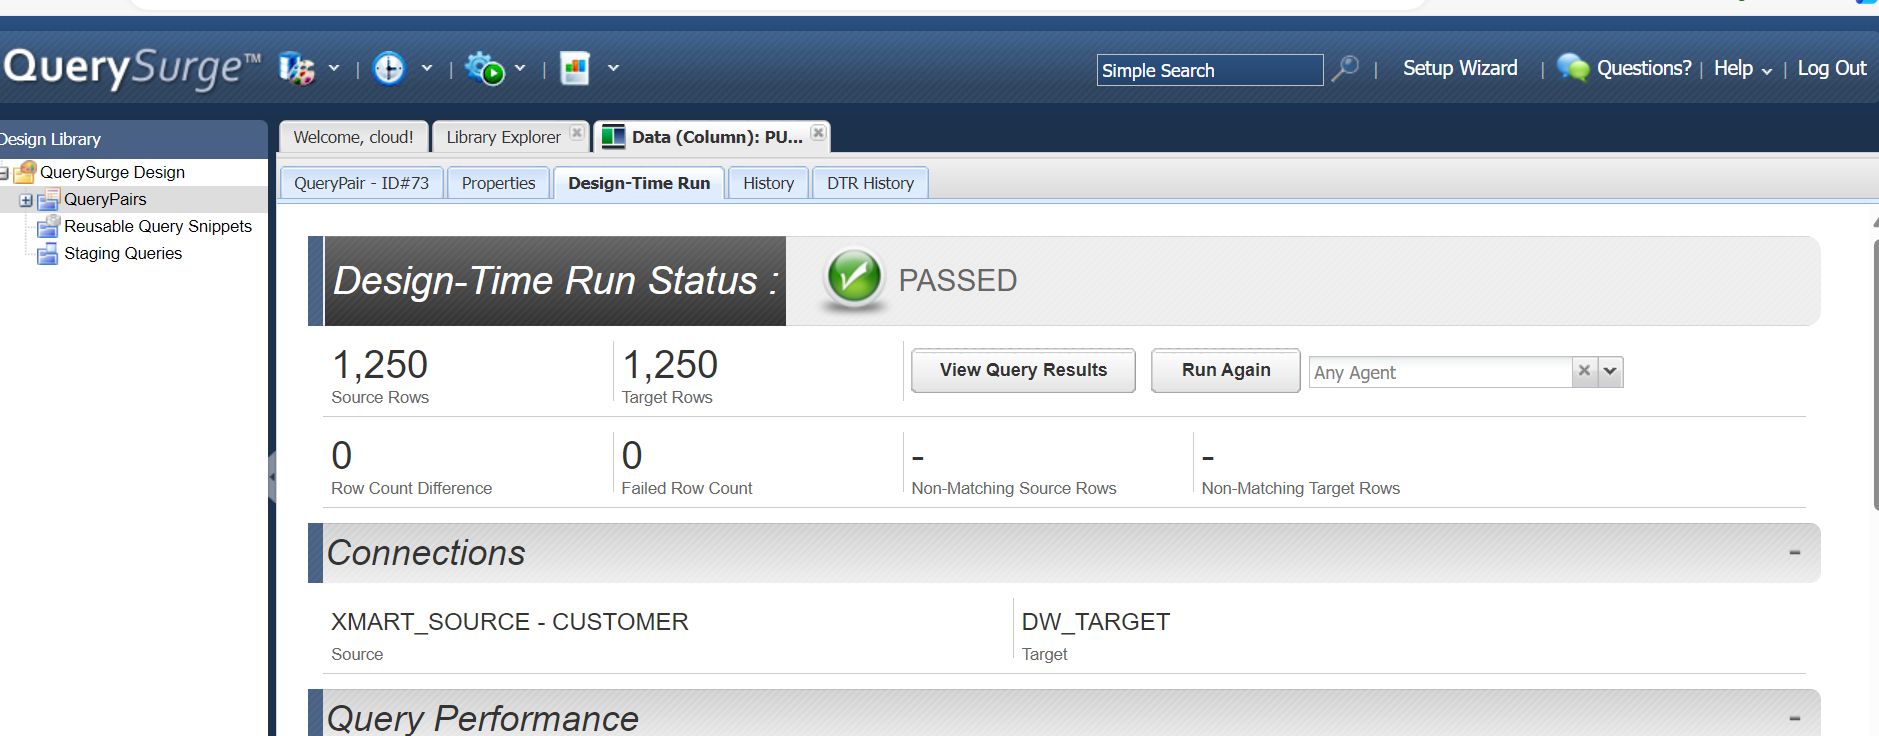 QuerySurge™
Simple Search
Setup Wizard | Questions? | Help | Log Out
Design Library
QuerySurge Design
QueryPairs
Reusable Query Snippets
Staging Queries
Welcome, cloud!
Library Explorer
Data (Column): PU...
QueryPair - ID#73
Properties
Design-Time Run
History
DTR History
Design-Time Run Status :
PASSED
1,250
Source Rows
1,250
Target Rows
View Query Results
Run Again
Any Agent
0
Row Count Difference
0
Failed Row Count
-
Non-Matching Source Rows
-
Non-Matching Target Rows
Connections
-
XMART_SOURCE - CUSTOMER
Source
DW_TARGET
Target
Query Performance
-